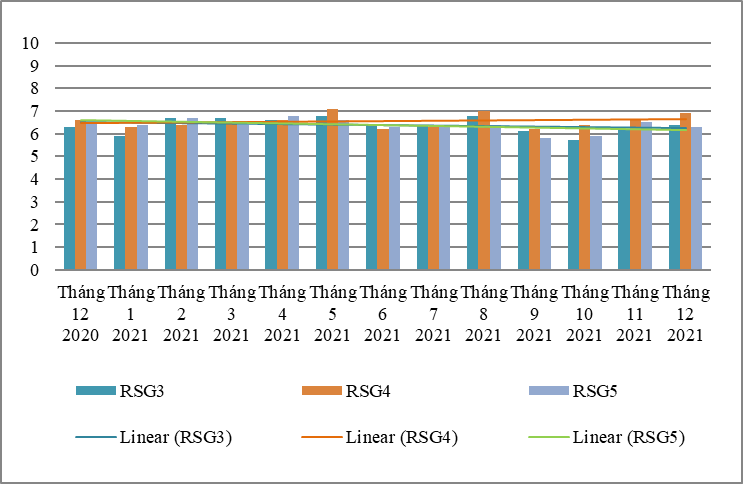 10
9
8
7
6
5
4
3
2
1
0
Tháng Tháng Tháng Tháng Tháng Tháng Tháng Tháng Tháng Tháng Tháng Tháng Tháng
12 1 2 3 4 5 6 7 8 9 10 11 12
2020 2021 2021 2021 2021 2021 2021 2021 2021 2021 2021 2021 2021
RSG3 RSG4 RSG5
Linear (RSG3) Linear (RSG4) Linear (RSG5)